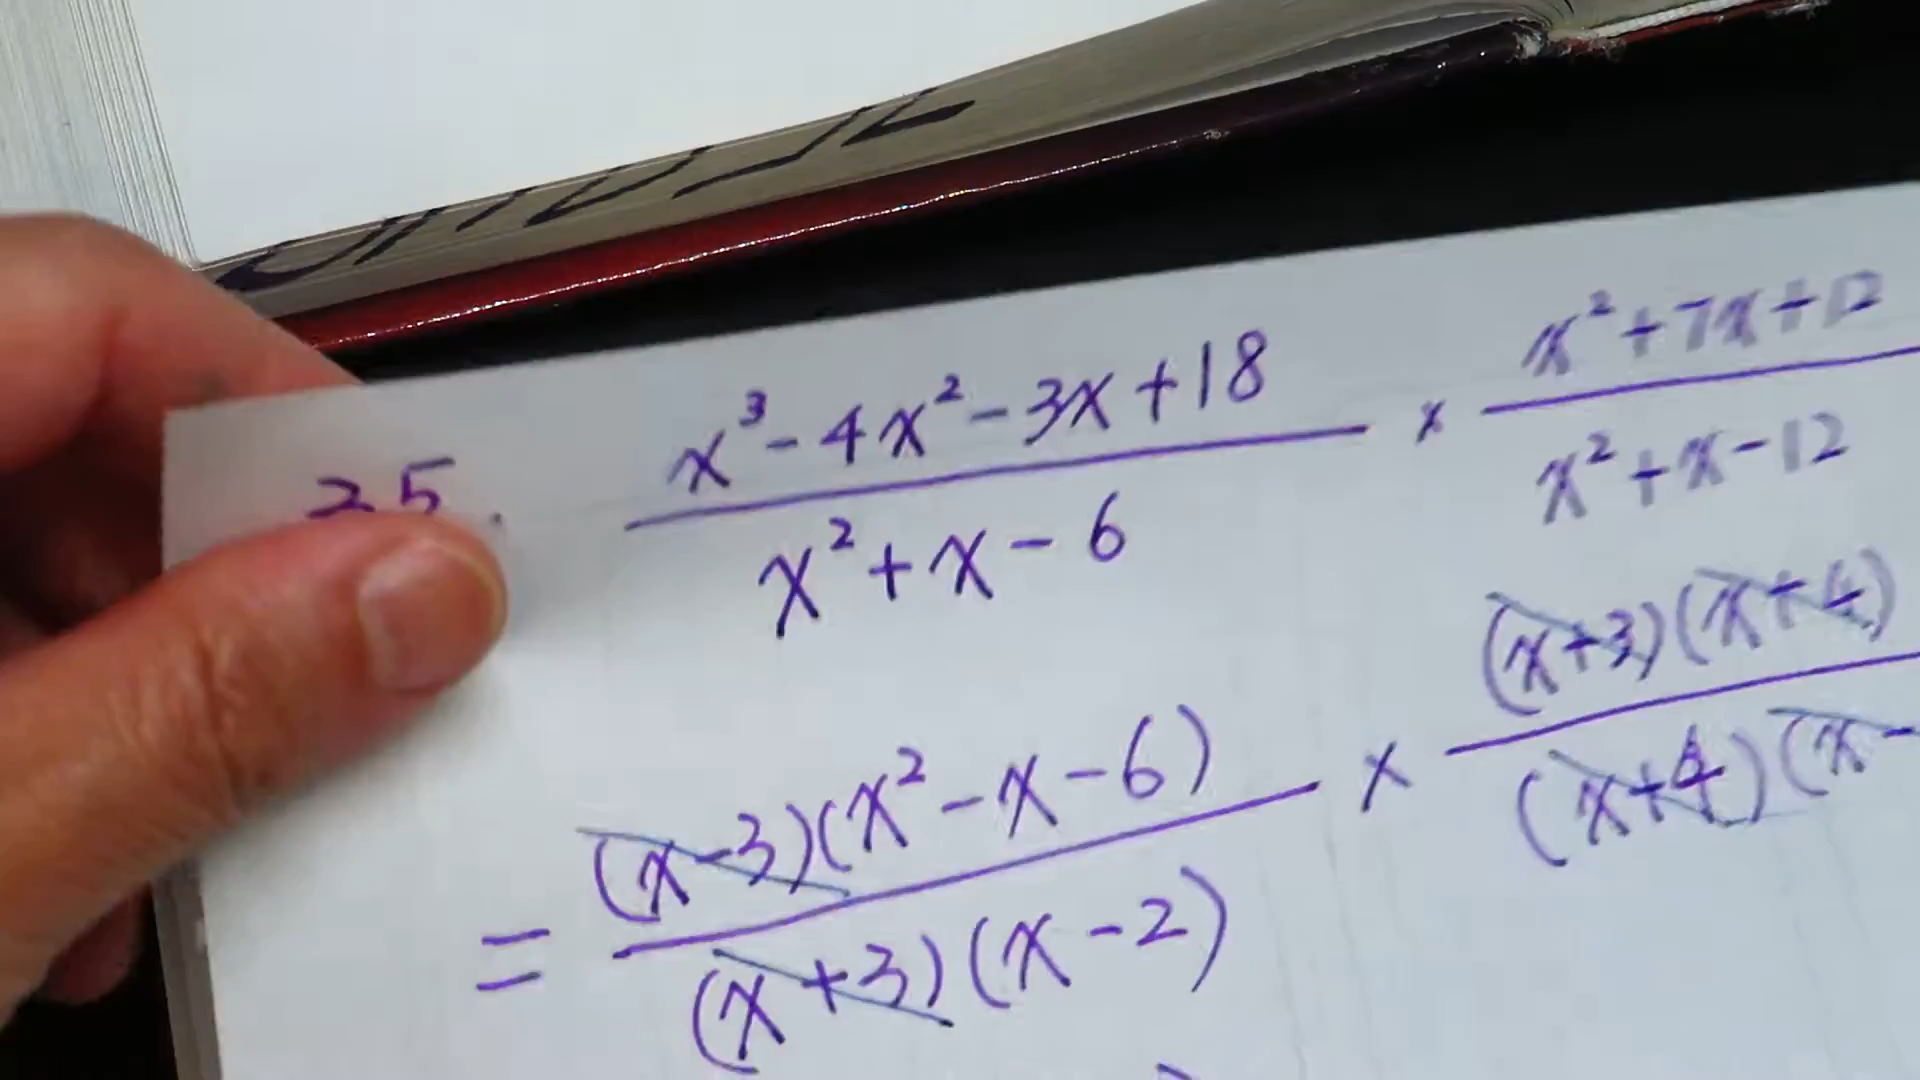 35. x³-4x²-3x+18 / x²+x-6 × x²+7x+12 / x²+x-12
= (x-3)(x²-x-6) / (x+3)(x-2) × (x+3)(x+4) / (x+4)(x-